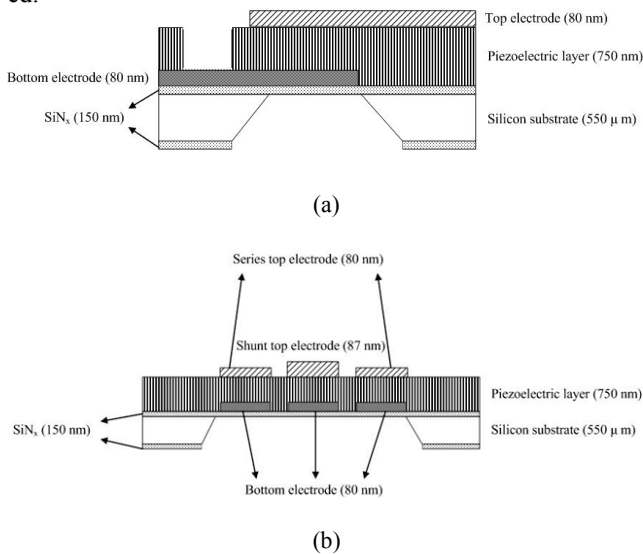 Top electrode (80 nm)
Piezoelectric layer (750 nm)
Bottom electrode (80 nm)
SiNx (150 nm)
Silicon substrate (550 μ m)
(a)
Series top electrode (80 nm)
Shunt top electrode (87 nm)
Piezoelectric layer (750 nm)
SiNx (150 nm)
Silicon substrate (550 μ m)
Bottom electrode (80 nm)
(b)